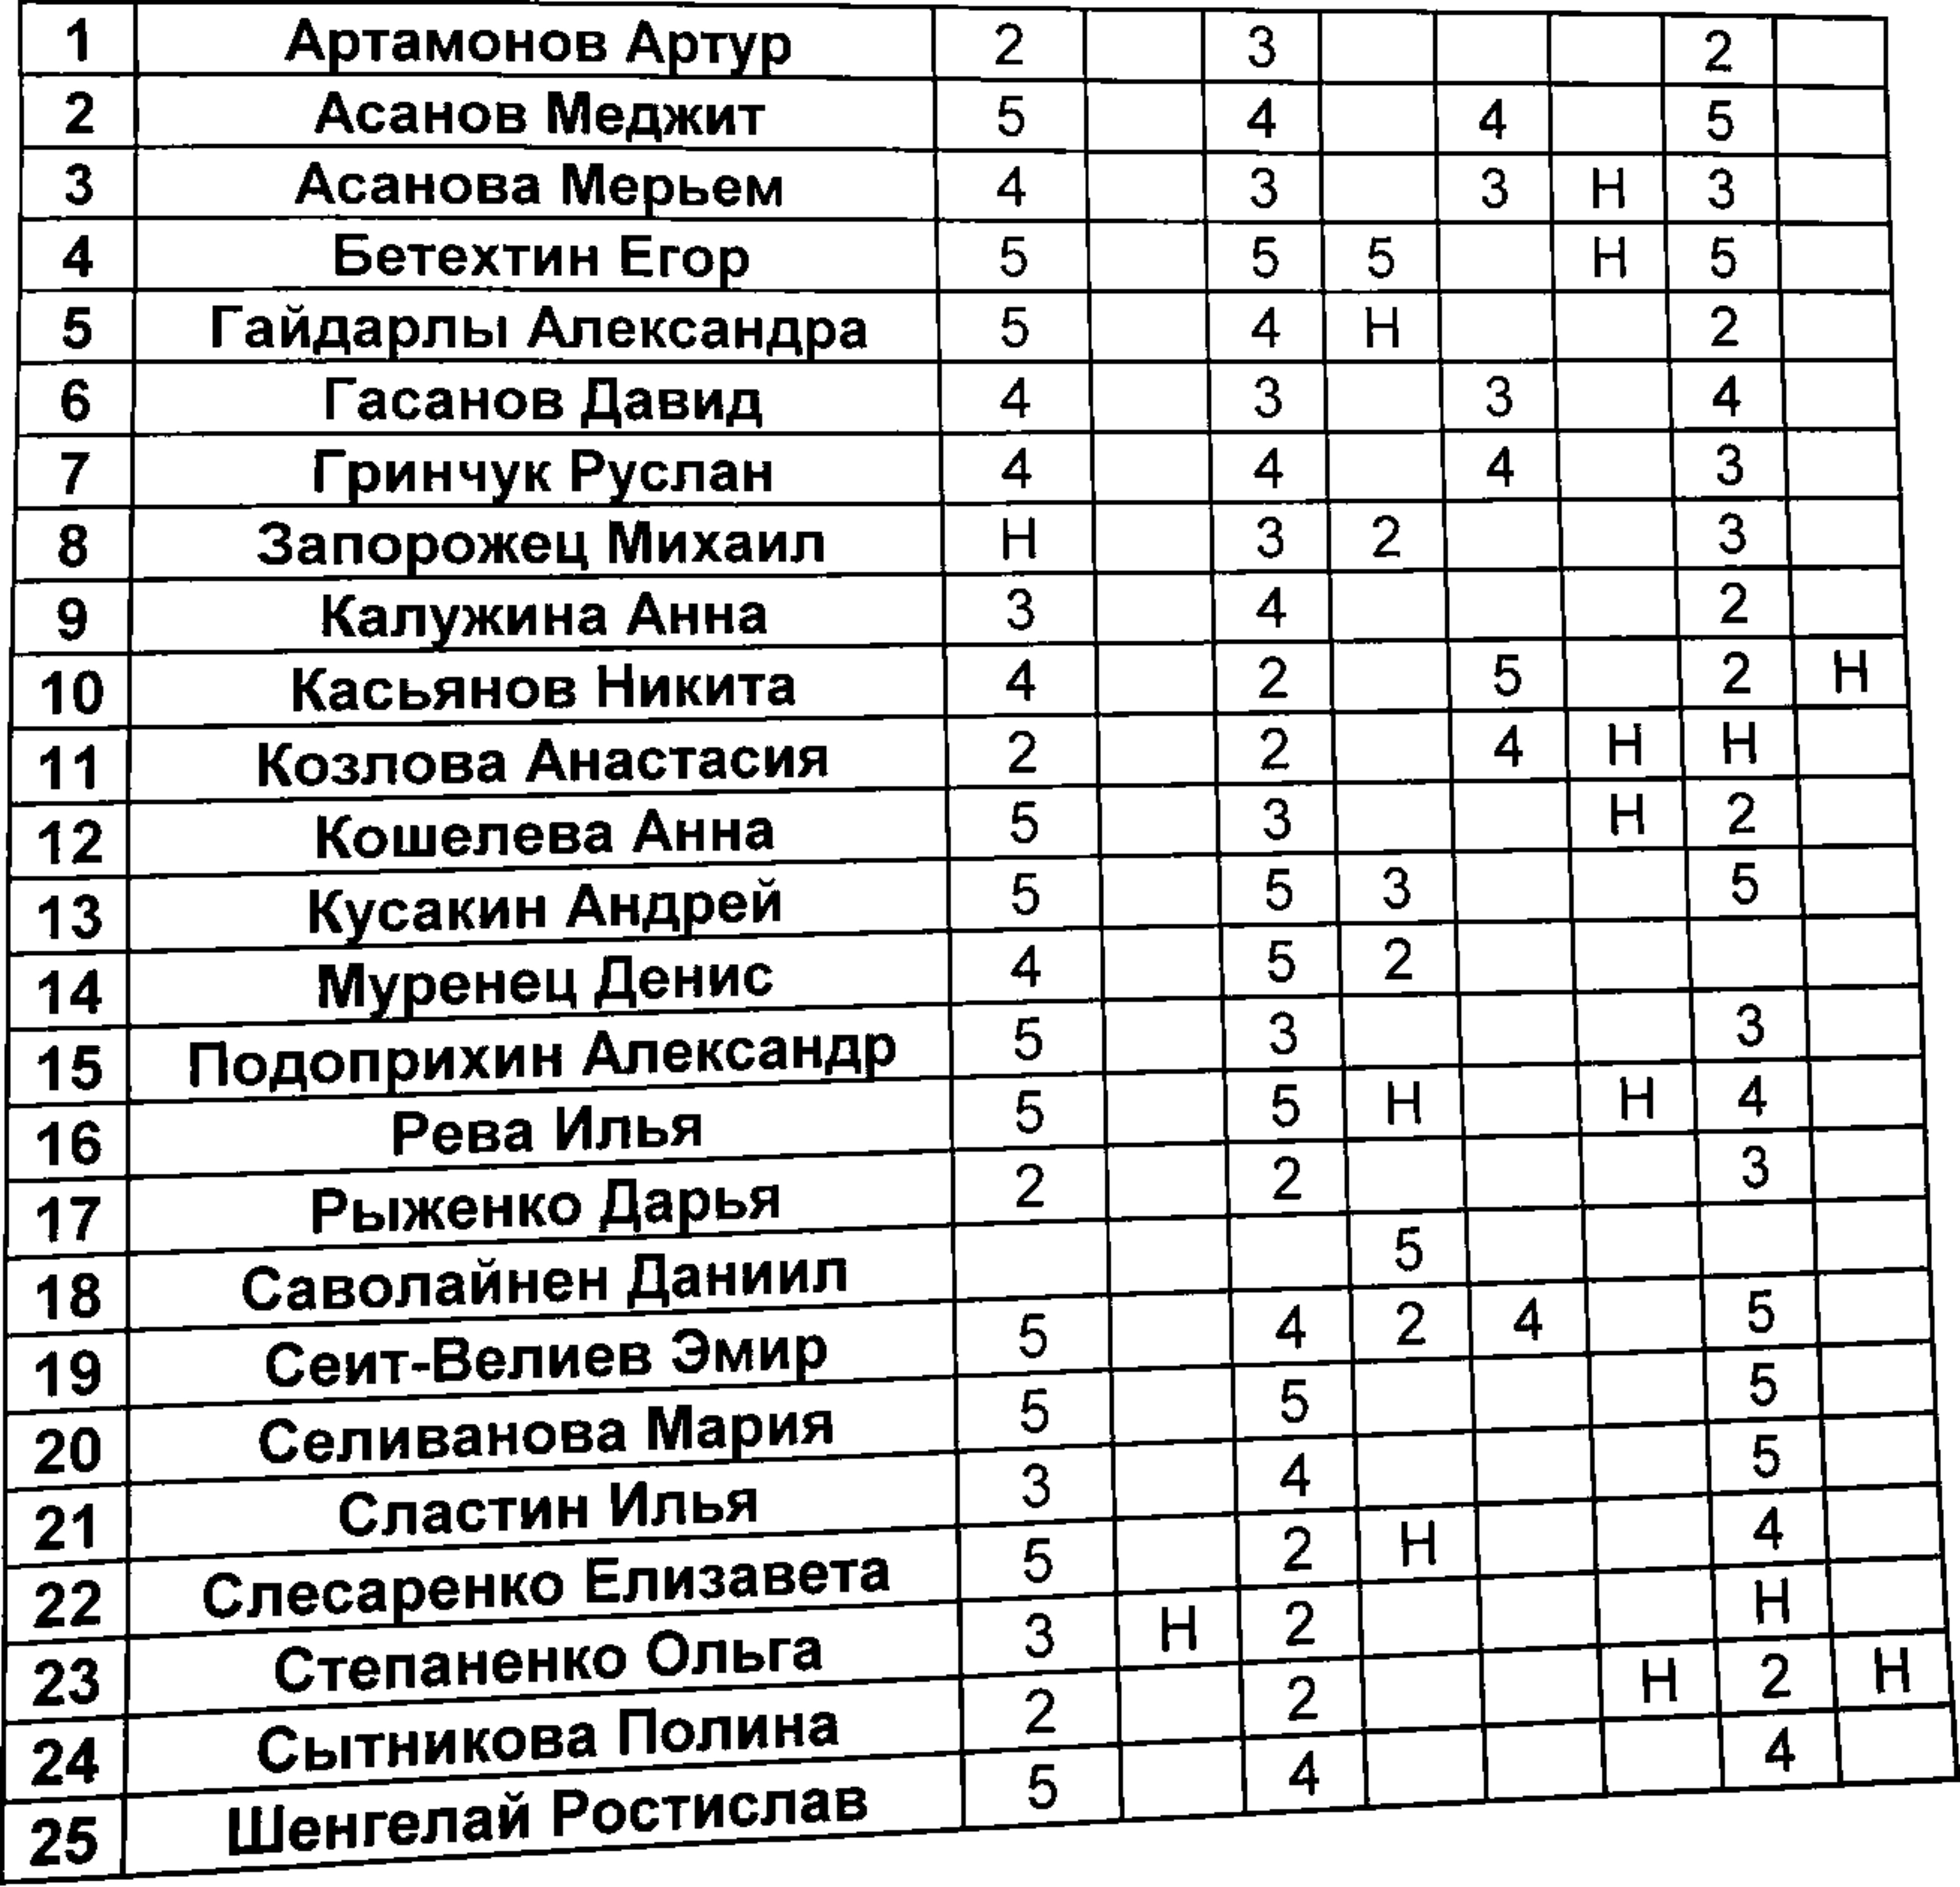 1 Артамонов Артур 2 3 2
2 Асанов Меджит 5 4 4 5
3 Асанова Мерьем 4 3 3 Н 3
4 Бетехтин Егор 5 5 5 Н 5
5 Гайдарлы Александра 5 4 Н 2
6 Гасанов Давид 4 3 3 4
7 Гринчук Руслан 4 4 4 3
8 Запорожец Михаил Н 3 2 3
9 Калужина Анна 3 4 2
10 Касьянов Никита 4 2 5 2 Н
11 Козлова Анастасия 2 2 4 Н Н
12 Кошелева Анна 5 3 Н 2
13 Кусакин Андрей 5 5 3 5
14 Муренец Денис 4 5 2
15 Подоприхин Александр 5 3 3
16 Рева Илья 5 5 Н Н 4
17 Рыженко Дарья 2 2 3
18 Саволайнен Даниил 5
19 Сеит-Велиев Эмир 5 4 2 4 5
20 Селиванова Мария 5 5 5
21 Сластин Илья 3 4 5
22 Слесаренко Елизавета 5 2 Н 4
23 Степаненко Ольга 3 Н 2 Н
24 Сытникова Полина 2 2 Н 2 Н
25 Шенгелай Ростислав 5 4 4